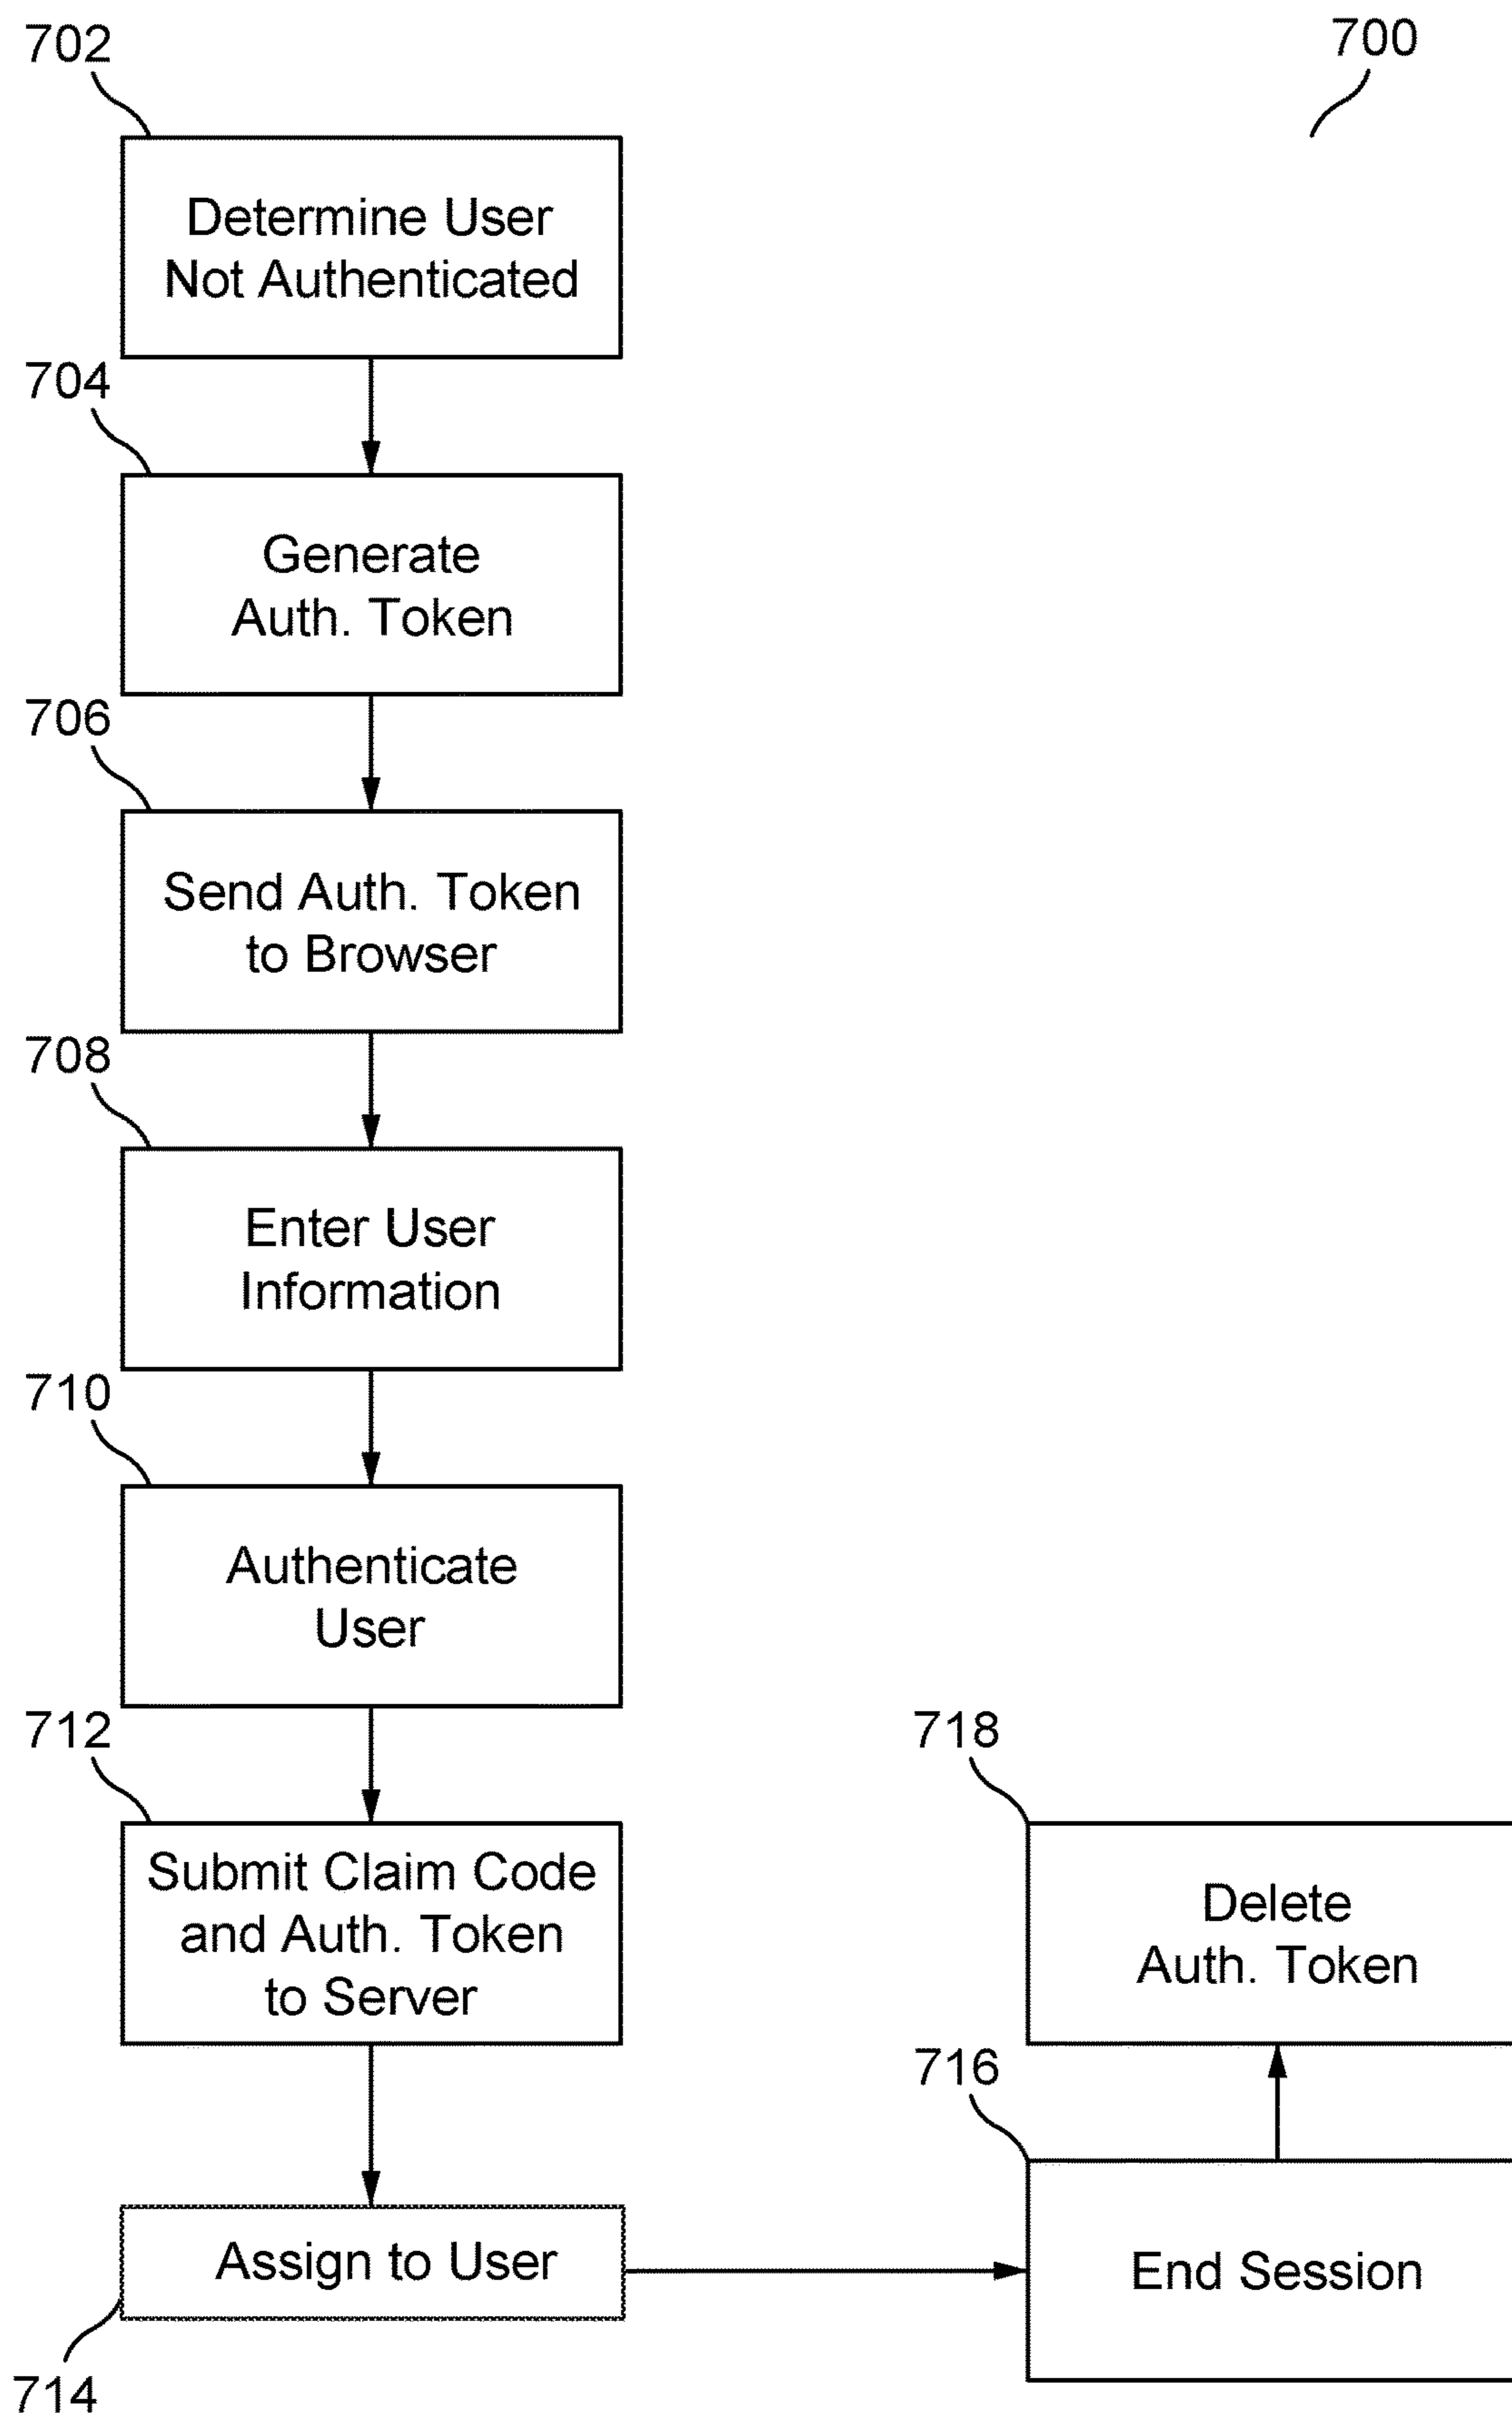 702
700
Determine User
Not Authenticated
704
Generate
Auth. Token
706
Send Auth. Token
to Browser
708
Enter User
Information
710
Authenticate
User
712
Submit Claim Code
and Auth. Token
to Server
718
Delete
Auth. Token
716
Assign to User
End Session
714